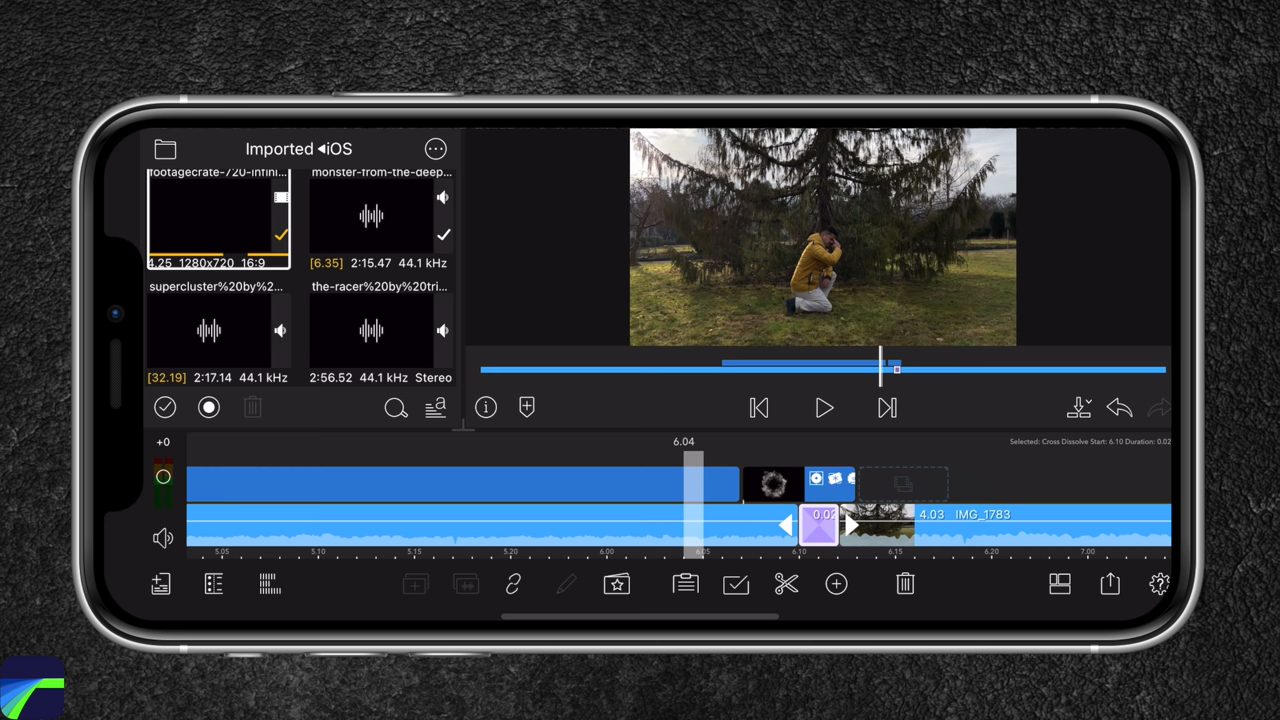 Imported ◂iOS
footagecrate-720-infini...
monster-from-the-deep...
4.25 1280x720 16:9
[6.35] 2:15.47 44.1 kHz
supercluster%20by%2...
the-racer%20by%20tri...
[32.19] 2:17.14 44.1 kHz
2:56.52 44.1 kHz Stereo
+0
6.04
Selected: Cross Dissolve Start: 6.10 Duration: 0.02
0.02
4.03 IMG_1783
5.05 5.10 5.15 5.20 6.00 6.05 6.10 6.15 6.20 7.00